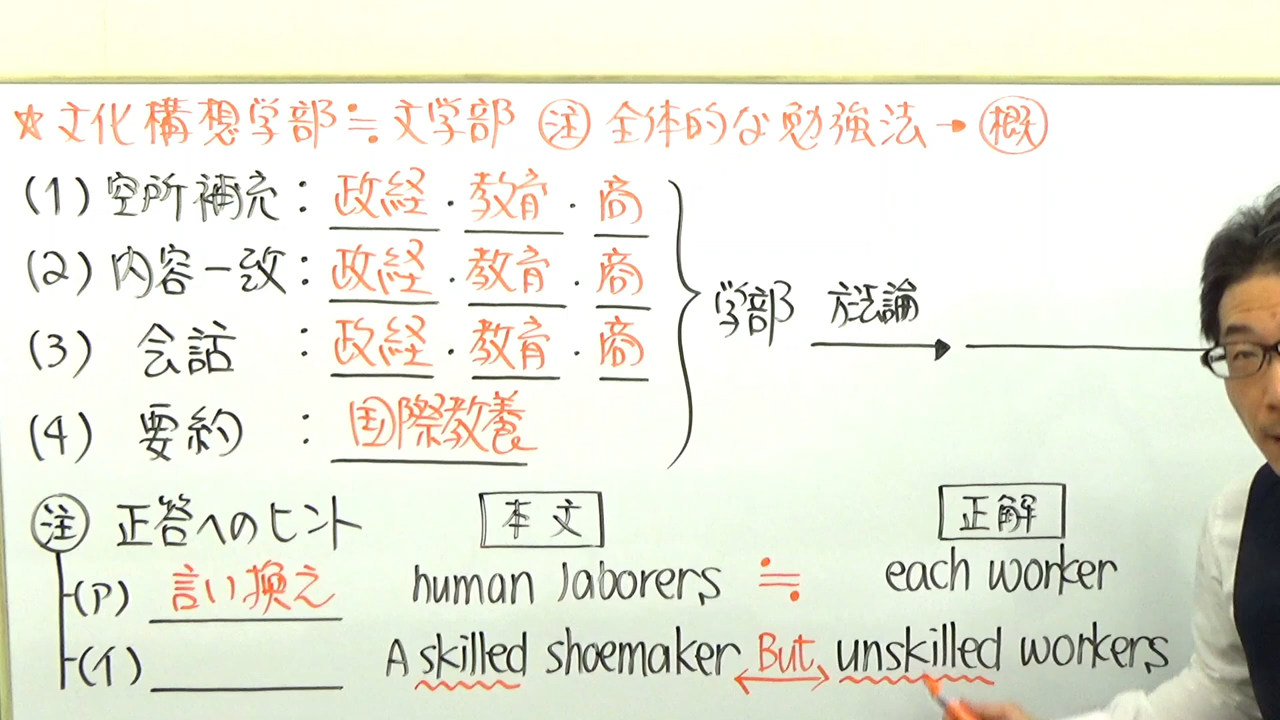 ☆文化構想学部≒文学部 注 全体的な勉強法→概
(1)空所補充:政経・教育・商
(2)内容一致:政経・教育・商
(3)会話:政経・教育・商
(4)要約:国際教養
学部 方法論
注 正答へのヒント 本文 正解
(ア)言い換え human laborers ≒ each worker
(イ) A skilled shoemaker But unskilled workers